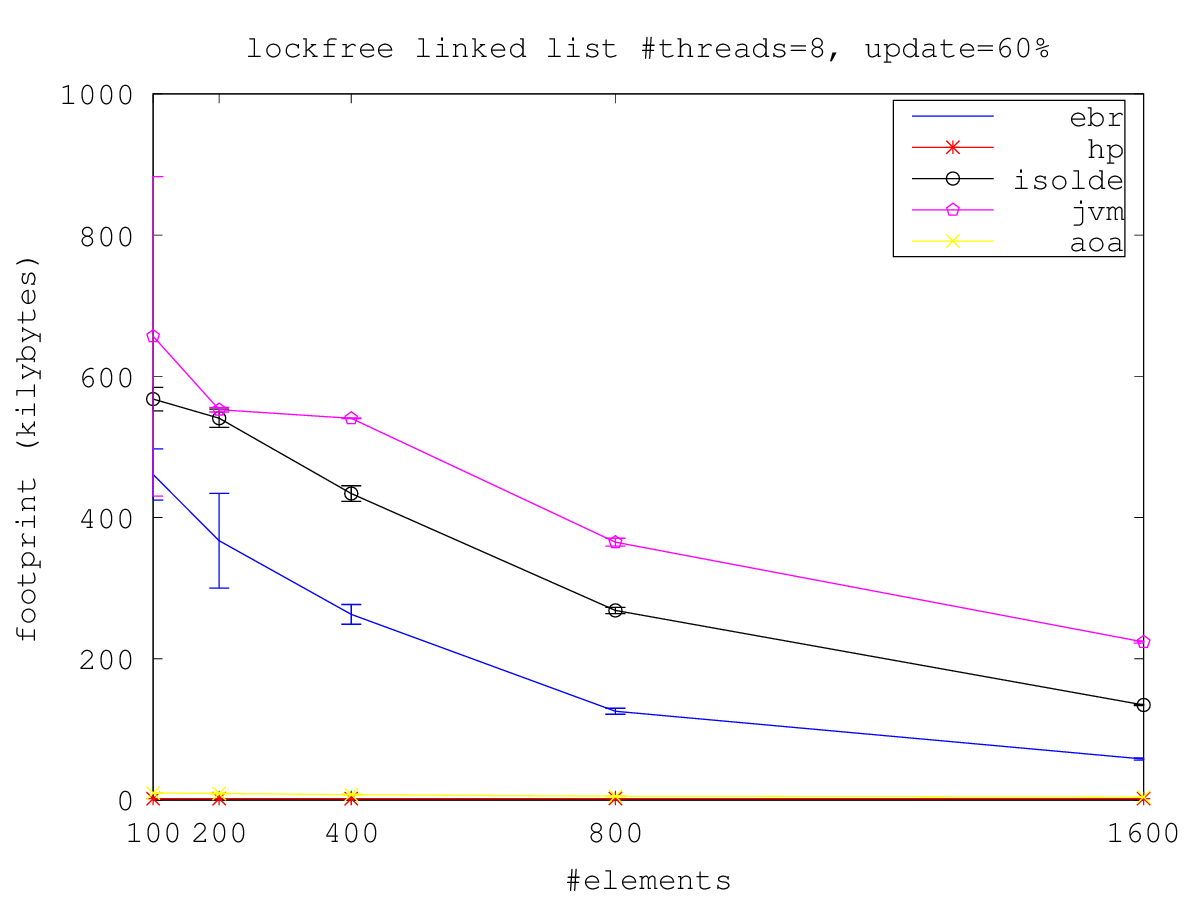 lockfree linked list #threads=8, update=60%
1000
800
600
400
200
0
footprint (kilybytes)
ebr
hp
isolde
jvm
aoa
100 200 400 800 1600
#elements